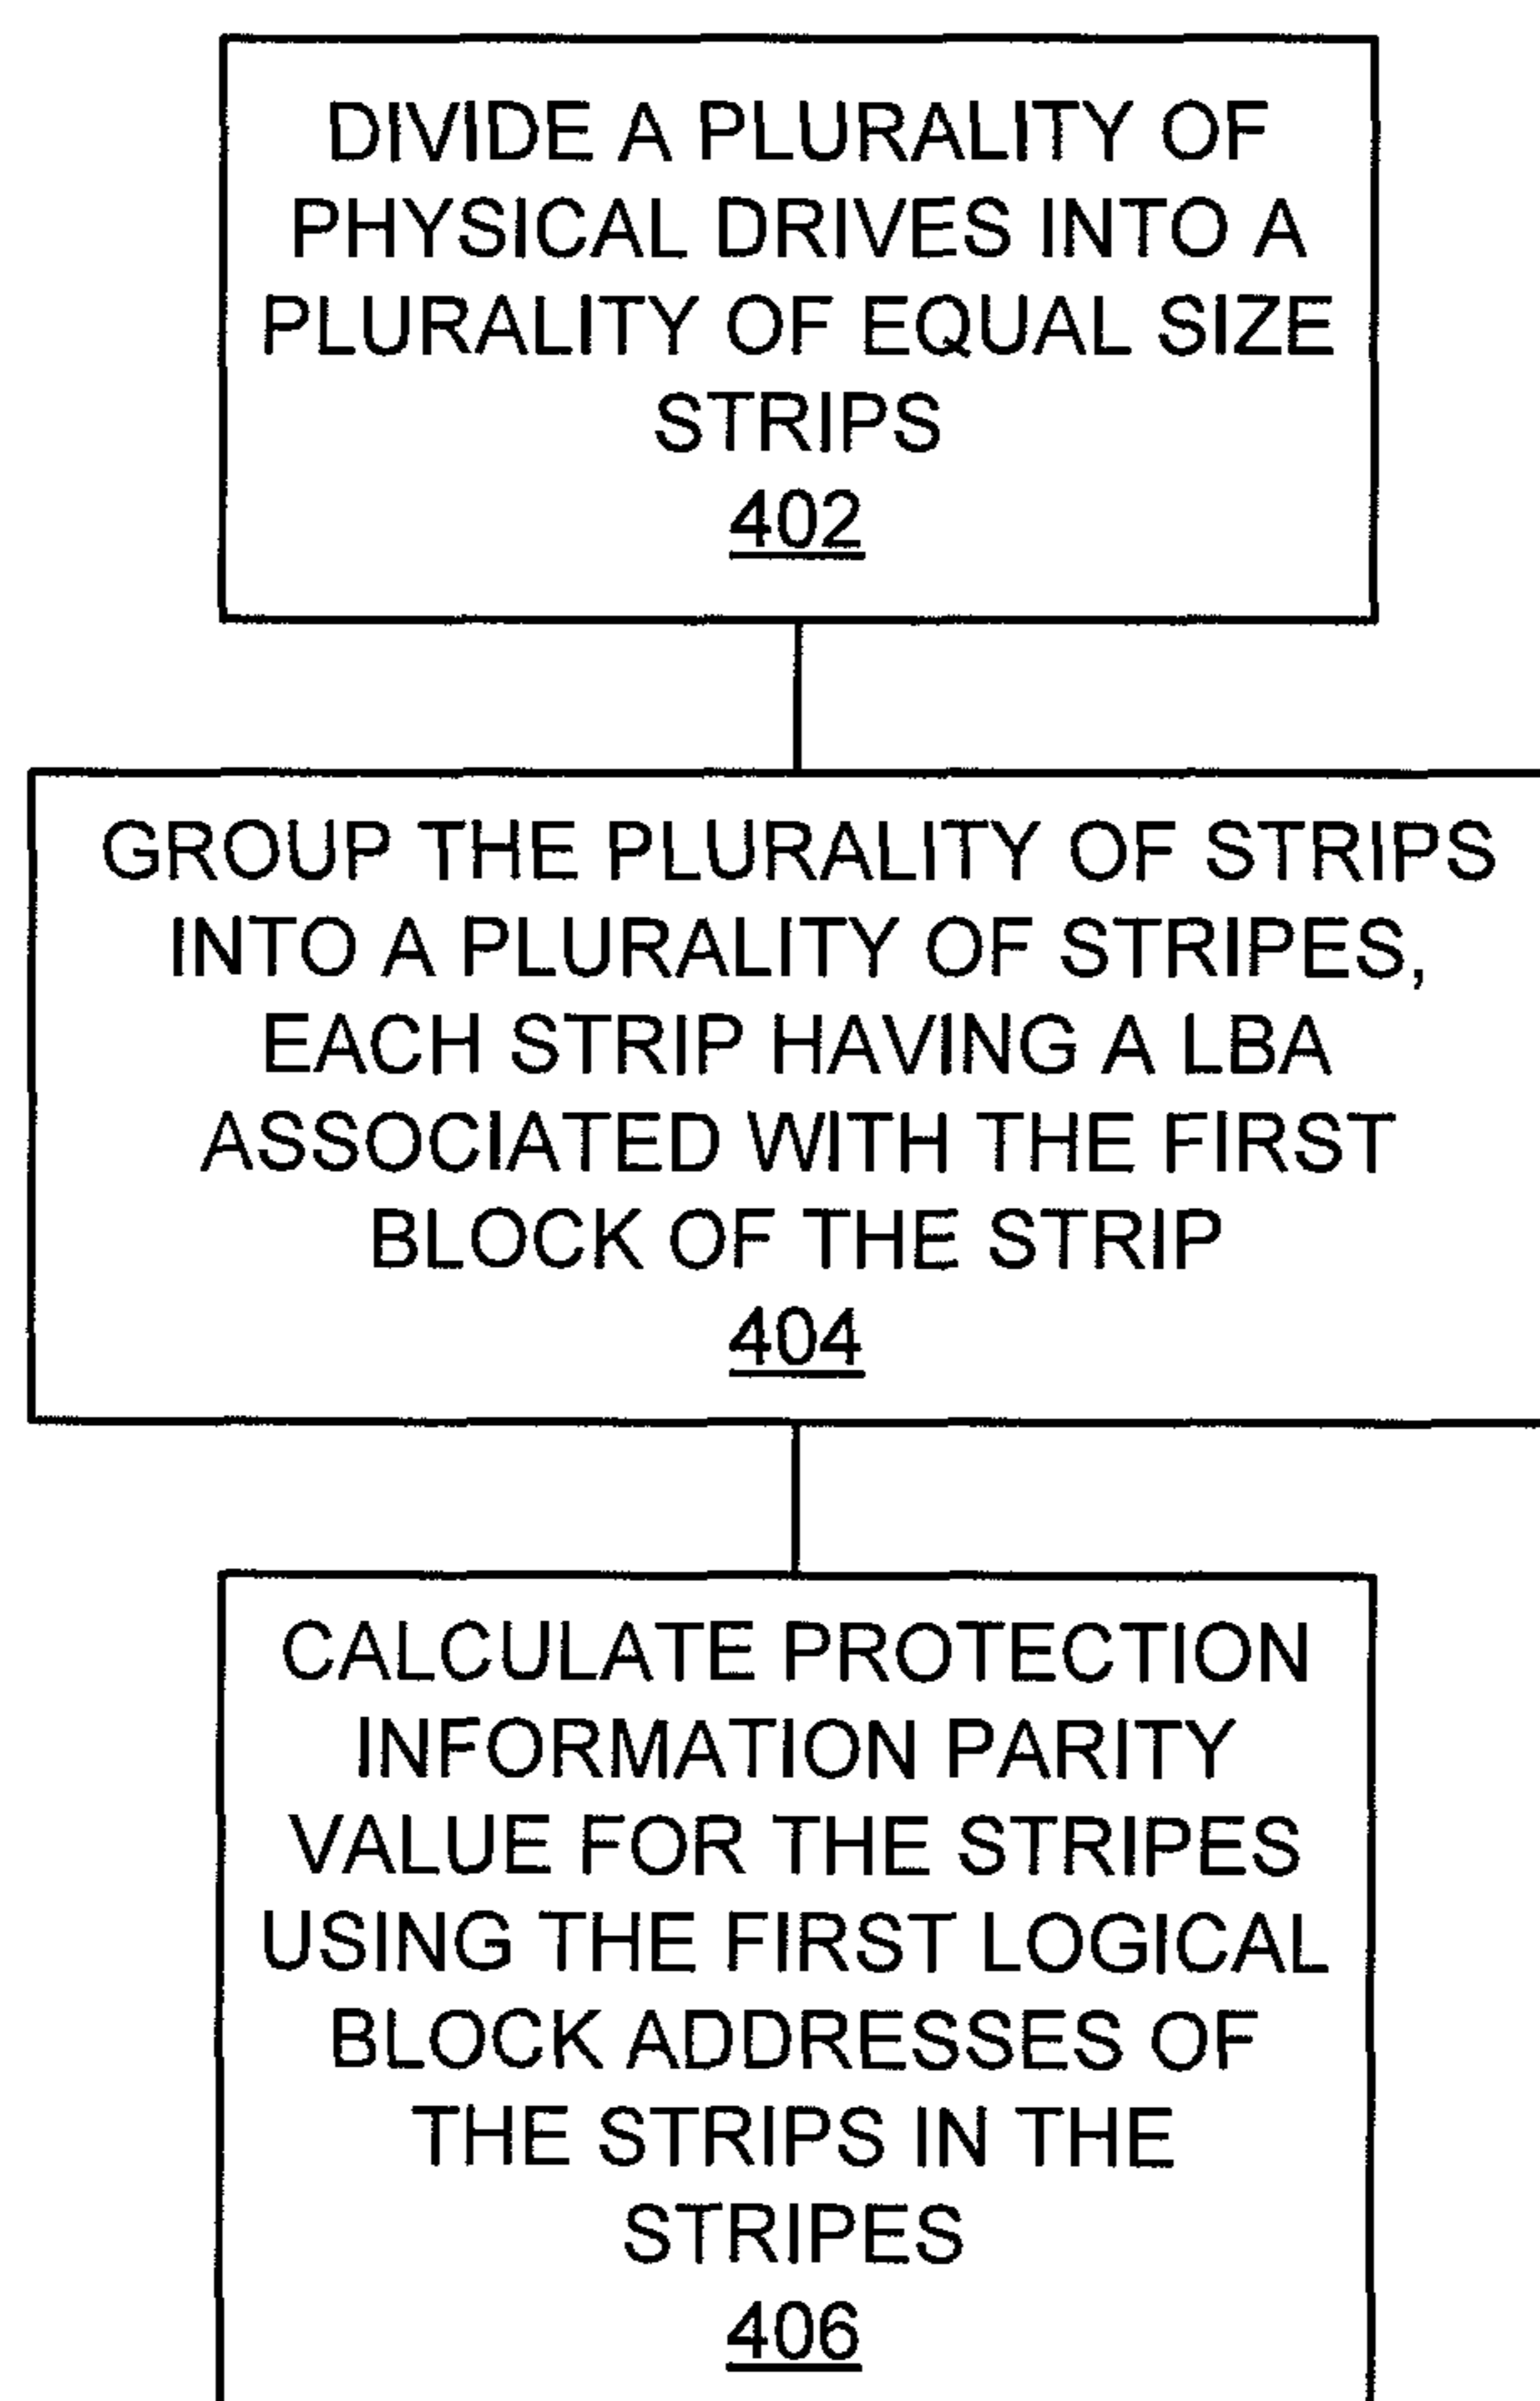 DIVIDE A PLURALITY OF
PHYSICAL DRIVES INTO A
PLURALITY OF EQUAL SIZE
STRIPS
402
GROUP THE PLURALITY OF STRIPS
INTO A PLURALITY OF STRIPES,
EACH STRIP HAVING A LBA
ASSOCIATED WITH THE FIRST
BLOCK OF THE STRIP
404
CALCULATE PROTECTION
INFORMATION PARITY
VALUE FOR THE STRIPES
USING THE FIRST LOGICAL
BLOCK ADDRESSES OF
THE STRIPS IN THE
STRIPES
406